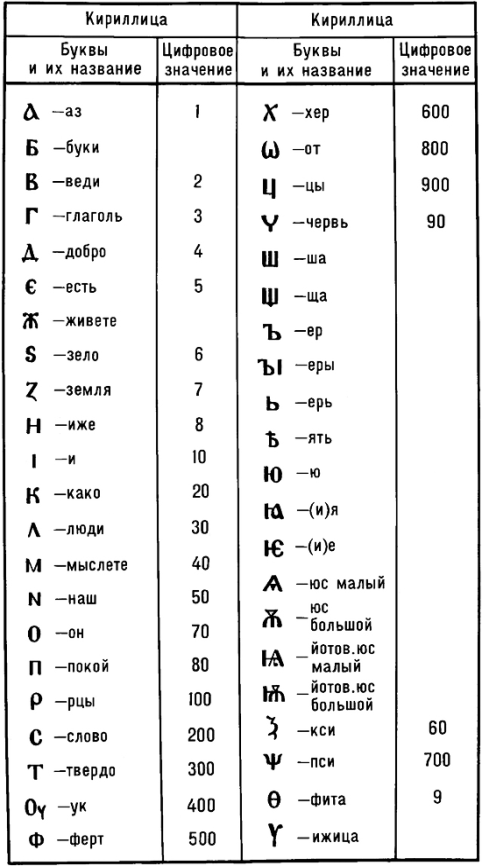 Кириллица
Буквы и их название
Цифровое значение
Ѧ —аз 1
Б —буки
В —веди 2
Г —глаголь 3
Д —добро 4
Є —есть 5
Ж —живете
Ѕ —зело 6
Ζ —земля 7
Н —иже 8
І —и 10
К —како 20
Л —люди 30
М —мыслете 40
N —наш 50
О —он 70
П —покой 80
Р —рцы 100
С —слово 200
Т —твердо 300
Оү —ук 400
Ф —ферт 500
Кириллица
Буквы и их название
Цифровое значение
Х —хер 600
Ѡ —от 800
Ц —цы 900
Ч —червь 90
Ш —ша
Щ —ща
Ъ —ер
ЪІ —еры
Ь —ерь
Ѣ —ять
Ю —ю
Ꙗ —(и)я
Ѥ —(и)е
Ѧ —юс малый
Ѫ —юс большой
Ѩ —йотов.юс малый
Ѭ —йотов.юс большой
Ѯ —кси 60
Ѱ —пси 700
Ѳ —фита 9
Ѵ —ижица